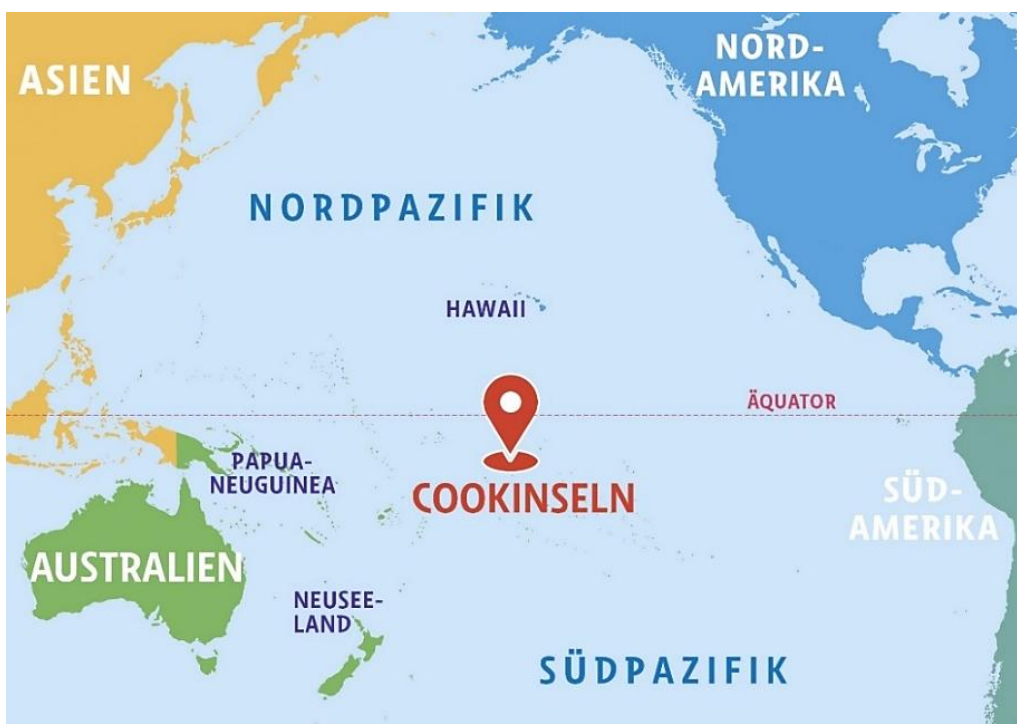 ASIEN
NORD-
AMERIKA
NORDPAZIFIK
HAWAII
ÄQUATOR
PAPUA-
NEUGUINEA
COOKINSELN
SÜD-
AMERIKA
AUSTRALIEN
NEUSEE-
LAND
SÜDPAZIFIK